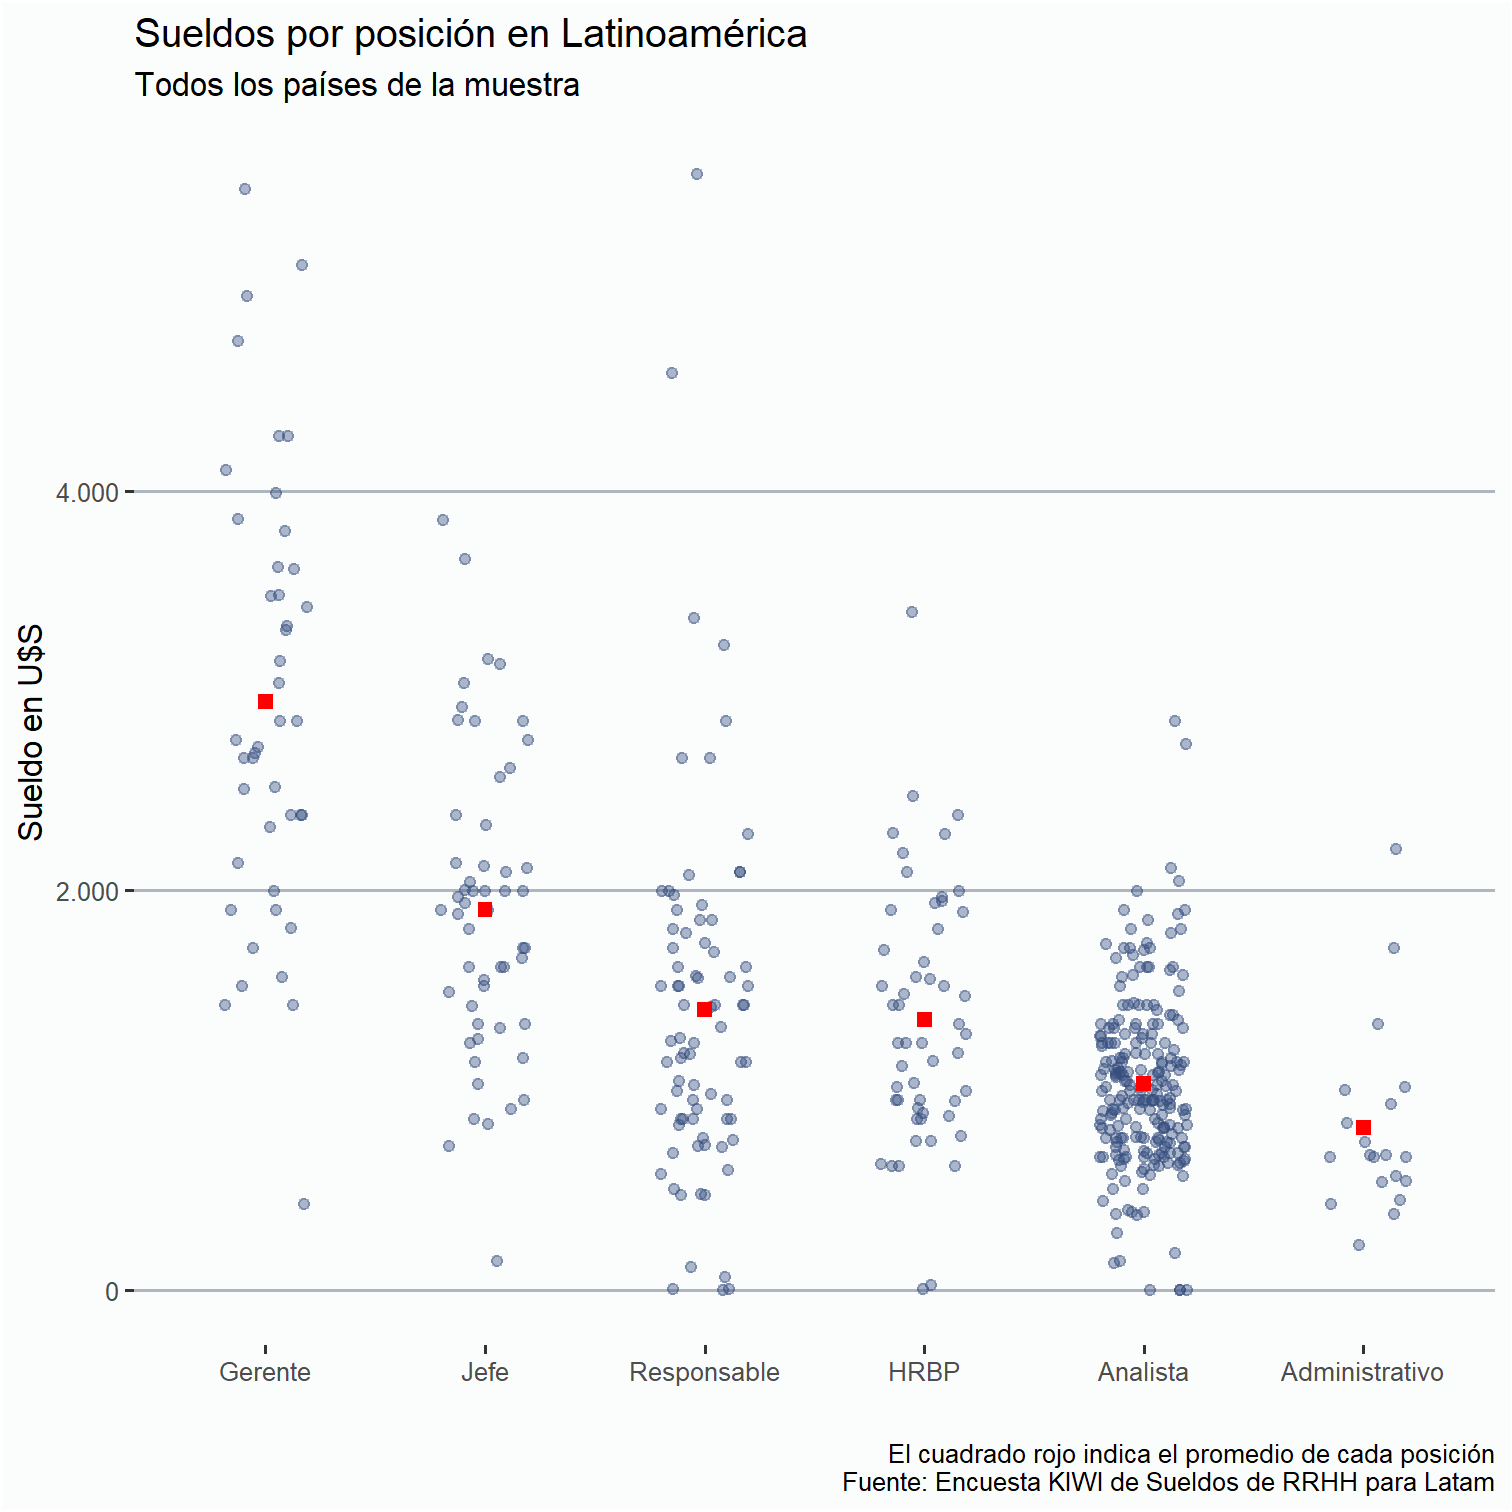 Sueldos por posición en Latinoamérica
Todos los países de la muestra
Sueldo en U$S
4.000
2.000
0
Gerente
Jefe
Responsable
HRBP
Analista
Administrativo
El cuadrado rojo indica el promedio de cada posición
Fuente: Encuesta KIWI de Sueldos de RRHH para Latam